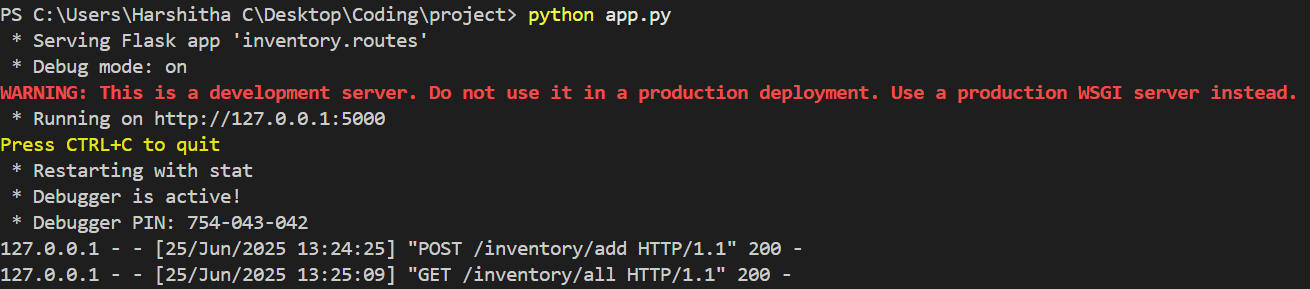 PS C:\Users\Harshitha C\Desktop\Coding\project> python app.py
 * Serving Flask app 'inventory.routes'
 * Debug mode: on
WARNING: This is a development server. Do not use it in a production deployment. Use a production WSGI server instead.
 * Running on http://127.0.0.1:5000
Press CTRL+C to quit
 * Restarting with stat
 * Debugger is active!
 * Debugger PIN: 754-043-042
127.0.0.1 - - [25/Jun/2025 13:24:25] "POST /inventory/add HTTP/1.1" 200 -
127.0.0.1 - - [25/Jun/2025 13:25:09] "GET /inventory/all HTTP/1.1" 200 -